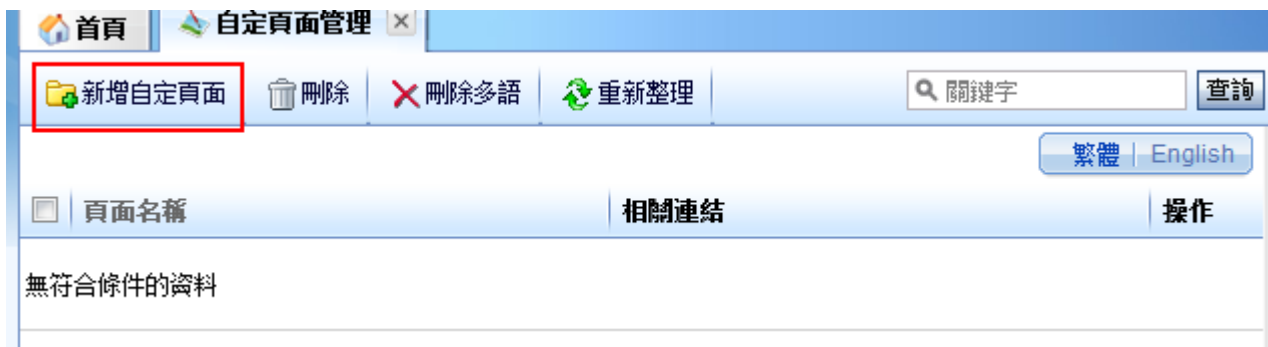 首頁 自定頁面管理
新增自定頁面 刪除 刪除多語 重新整理 關鍵字 查詢
繁體 | English
頁面名稱 相關連結 操作
無符合條件的資料